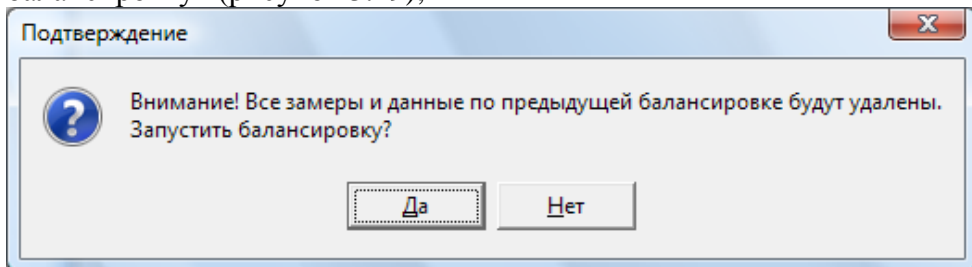 Подтверждение
Внимание! Все замеры и данные по предыдущей балансировке будут удалены.
Запустить балансировку?
Да
Нет